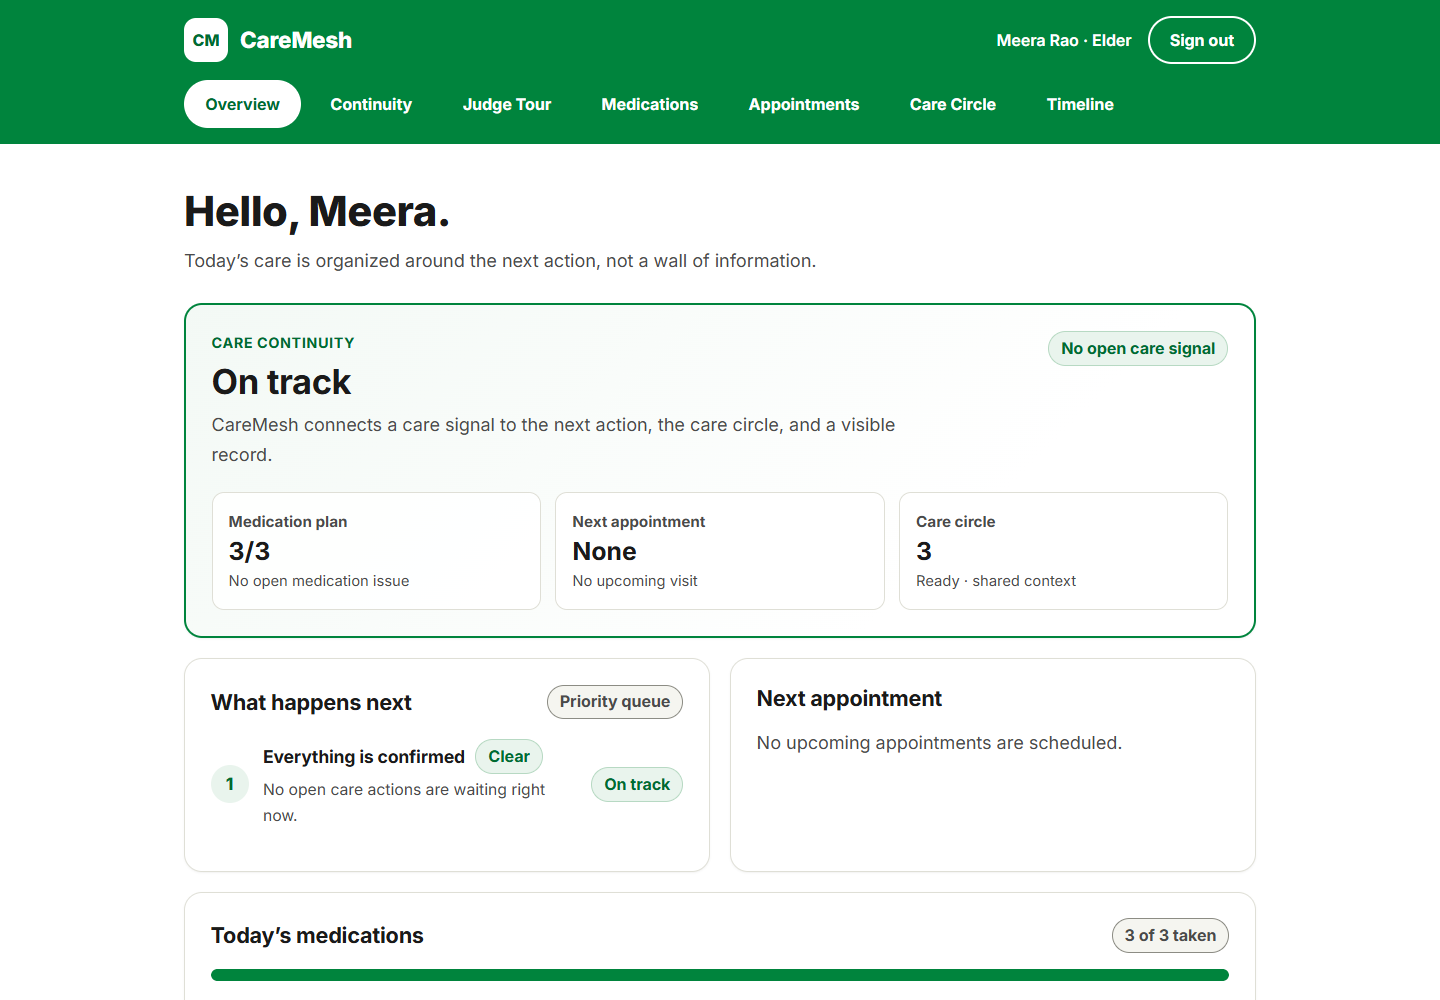 CM CareMesh
Meera Rao · Elder
Sign out
Overview Continuity Judge Tour Medications Appointments Care Circle Timeline
Hello, Meera.
Today’s care is organized around the next action, not a wall of information.
CARE CONTINUITY
No open care signal
On track
CareMesh connects a care signal to the next action, the care circle, and a visible
record.
Medication plan
3/3
No open medication issue
Next appointment
None
No upcoming visit
Care circle
3
Ready · shared context
What happens next
Priority queue
1
Everything is confirmed Clear
No open care actions are waiting right
now.
On track
Next appointment
No upcoming appointments are scheduled.
Today’s medications
3 of 3 taken